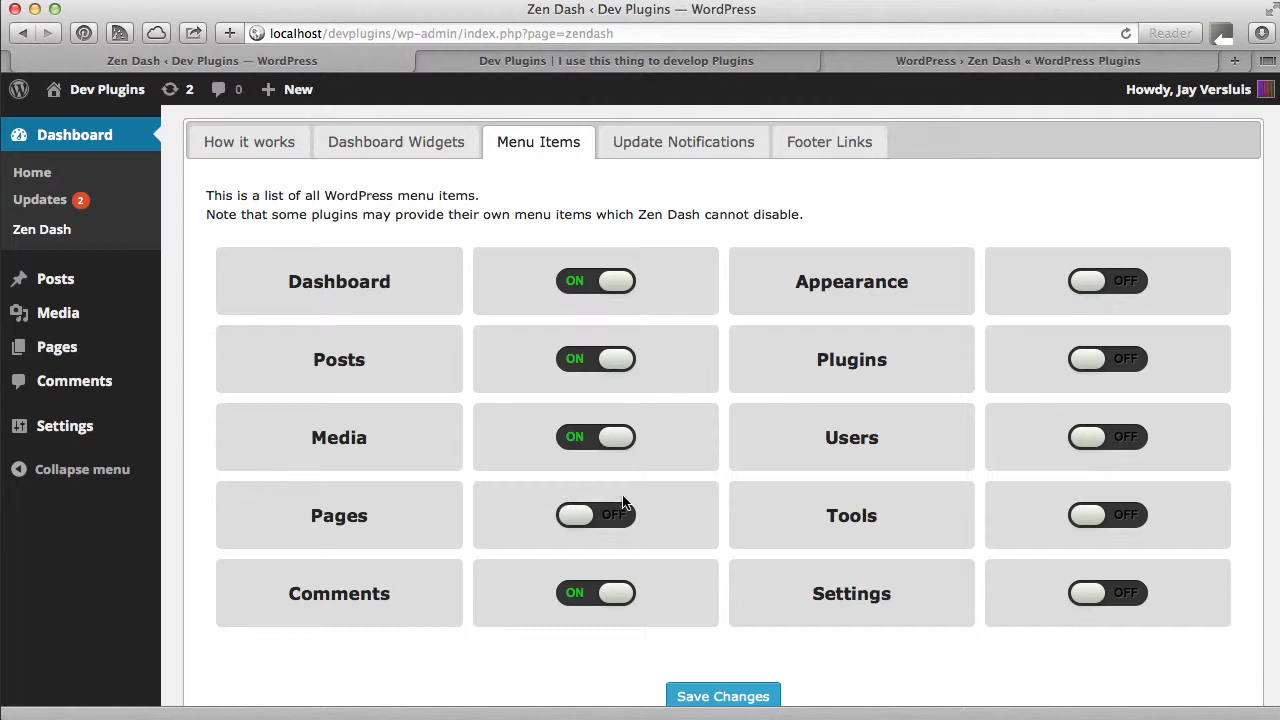 Zen Dash ‹ Dev Plugins — WordPress
localhost/devplugins/wp-admin/index.php?page=zendash
Reader
Zen Dash ‹ Dev Plugins — WordPress
Dev Plugins | I use this thing to develop Plugins
WordPress › Zen Dash « WordPress Plugins
Dev Plugins
2
0
New
Howdy, Jay Versluis
Dashboard
Home
Updates 2
Zen Dash
Posts
Media
Pages
Comments
Settings
Collapse menu
How it works
Dashboard Widgets
Menu Items
Update Notifications
Footer Links
This is a list of all WordPress menu items.
Note that some plugins may provide their own menu items which Zen Dash cannot disable.
Dashboard ON Appearance OFF
Posts ON Plugins OFF
Media ON Users OFF
Pages OFF Tools OFF
Comments ON Settings OFF
Save Changes